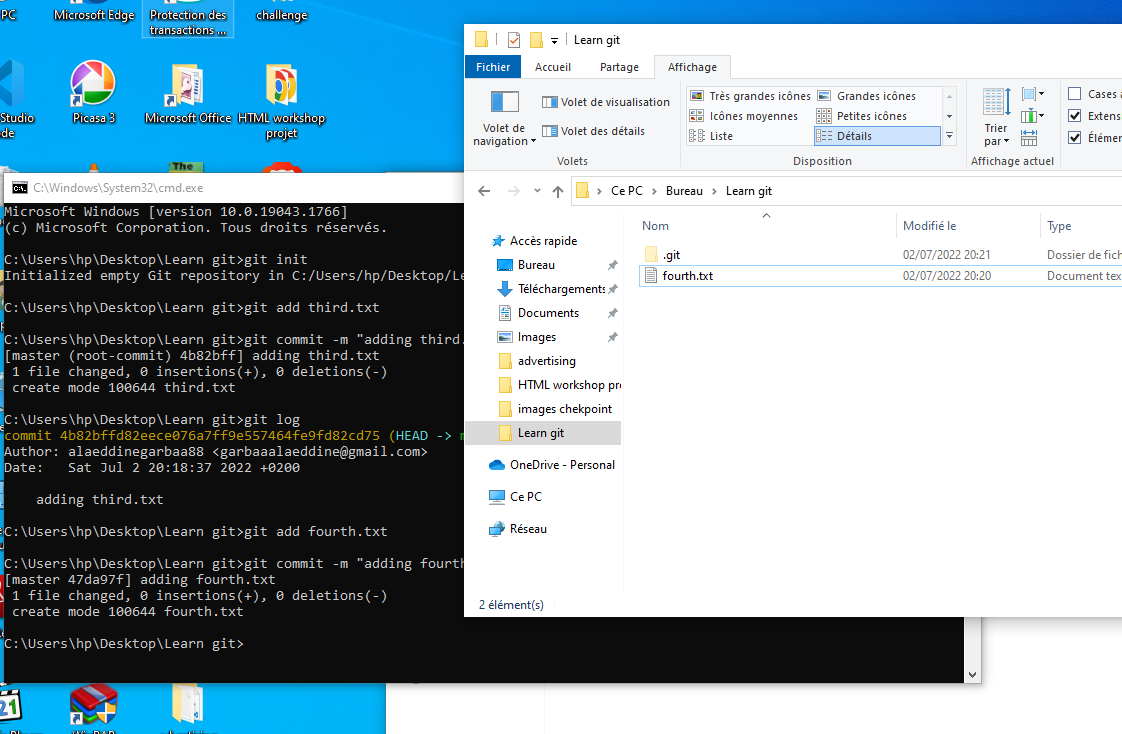 PC
Microsoft Edge
Protection des
transactions ...
challenge
Studio
de
Picasa 3
Microsoft Office
HTML workshop
projet
The
C:\Windows\System32\cmd.exe
Microsoft Windows [version 10.0.19043.1766]
(c) Microsoft Corporation. Tous droits réservés.
C:\Users\hp\Desktop\Learn git>git init
Initialized empty Git repository in C:/Users/hp/Desktop/Le
C:\Users\hp\Desktop\Learn git>git add third.txt
C:\Users\hp\Desktop\Learn git>git commit -m "adding third.
[master (root-commit) 4b82bff] adding third.txt
1 file changed, 0 insertions(+), 0 deletions(-)
create mode 100644 third.txt
C:\Users\hp\Desktop\Learn git>git log
commit 4b82bffd82eece076a7ff9e557464fe9fd82cd75 (HEAD -> m
Author: alaeddinegarbaa88 <garbaaalaeddine@gmail.com>
Date:   Sat Jul 2 20:18:37 2022 +0200
adding third.txt
C:\Users\hp\Desktop\Learn git>git add fourth.txt
C:\Users\hp\Desktop\Learn git>git commit -m "adding fourth
[master 47da97f] adding fourth.txt
1 file changed, 0 insertions(+), 0 deletions(-)
create mode 100644 fourth.txt
C:\Users\hp\Desktop\Learn git>
Learn git
Fichier Accueil Partage Affichage
Volet de
navigation
Volet de visualisation
Volet des détails
Volets
Très grandes icônes Grandes icônes
Icônes moyennes Petites icônes
Liste Détails
Disposition
Trier
par
Affichage actuel
Cases a
Extens
Élémer
Ce PC > Bureau > Learn git
Nom Modifié le Type
.git 02/07/2022 20:21 Dossier de fich
fourth.txt 02/07/2022 20:20 Document tex
Accès rapide
Bureau
Téléchargements
Documents
Images
advertising
HTML workshop pro
images chekpoint
Learn git
OneDrive - Personal
Ce PC
Réseau
2 élément(s)
21